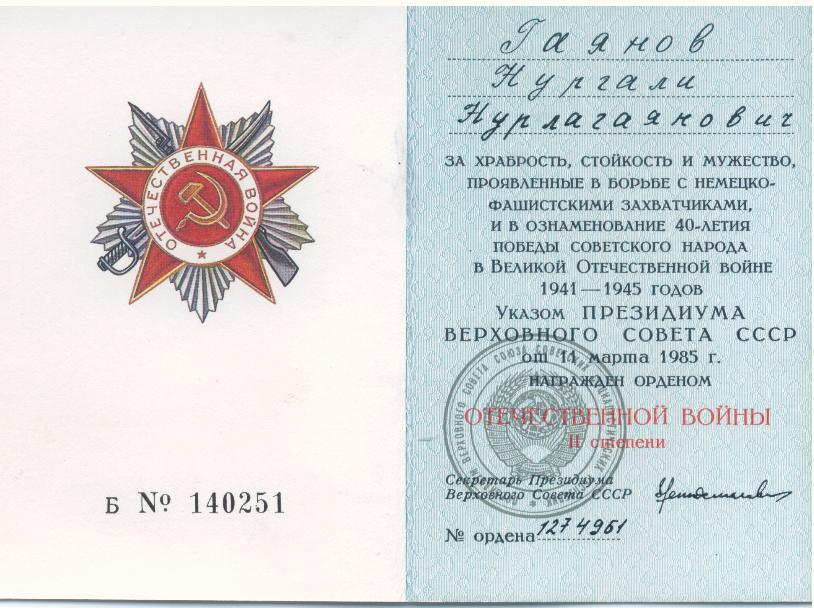 ОТЕЧЕСТВЕННАЯ ВОЙНА
Б № 140251
Гаянов
Нургали
Нурлагаянович
ЗА ХРАБРОСТЬ, СТОЙКОСТЬ И МУЖЕСТВО,
ПРОЯВЛЕННЫЕ В БОРЬБЕ С НЕМЕЦКО-
ФАШИСТСКИМИ ЗАХВАТЧИКАМИ,
И В ОЗНАМЕНОВАНИЕ 40-ЛЕТИЯ
ПОБЕДЫ СОВЕТСКОГО НАРОДА
В ВЕЛИКОЙ ОТЕЧЕСТВЕННОЙ ВОЙНЕ
1941—1945 ГОДОВ
УКАЗОМ ПРЕЗИДИУМА
ВЕРХОВНОГО СОВЕТА СССР
от 11 марта 1985 г.
НАГРАЖДЕН ОРДЕНОМ
ОТЕЧЕСТВЕННОЙ ВОЙНЫ
II степени
Секретарь Президиума
Верховного Совета СССР
№ ордена 1274961